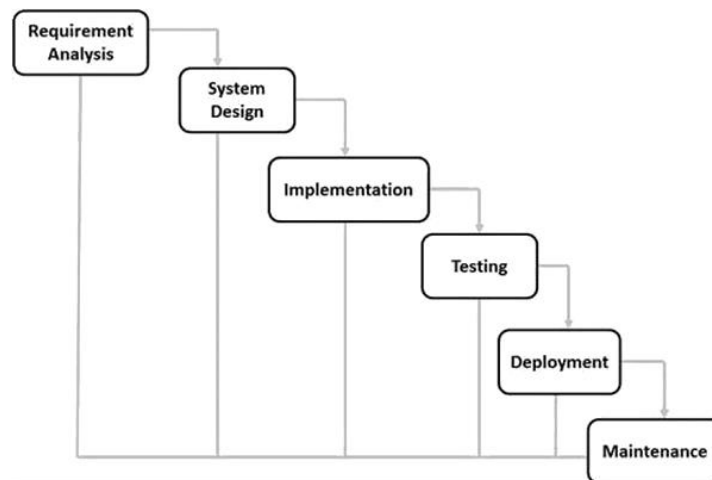 Requirement
Analysis
System
Design
Implementation
Testing
Deployment
Maintenance